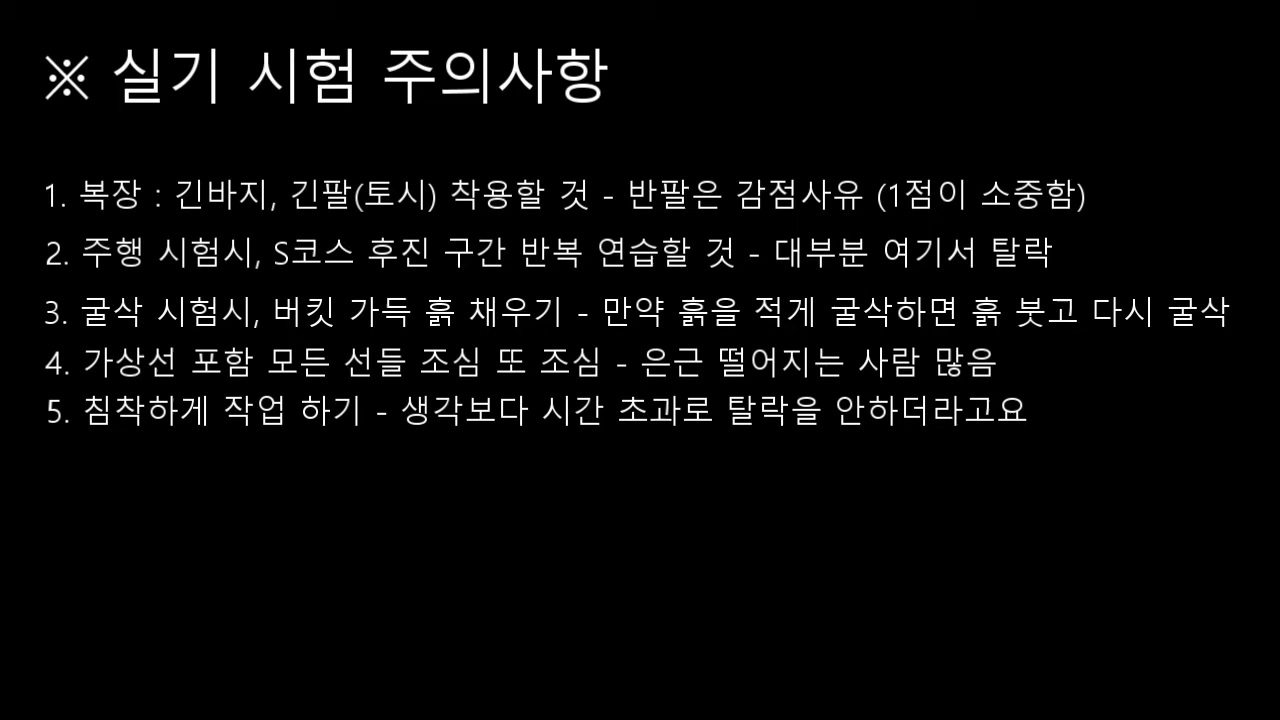 ※ 실기 시험 주의사항
1. 복장 : 긴바지, 긴팔(토시) 착용할 것 - 반팔은 감점사유 (1점이 소중함)
2. 주행 시험시, S코스 후진 구간 반복 연습할 것 - 대부분 여기서 탈락
3. 굴삭 시험시, 버킷 가득 흙 채우기 - 만약 흙을 적게 굴삭하면 흙 붓고 다시 굴삭
4. 가상선 포함 모든 선들 조심 또 조심 - 은근 떨어지는 사람 많음
5. 침착하게 작업 하기 - 생각보다 시간 초과로 탈락을 안하더라고요